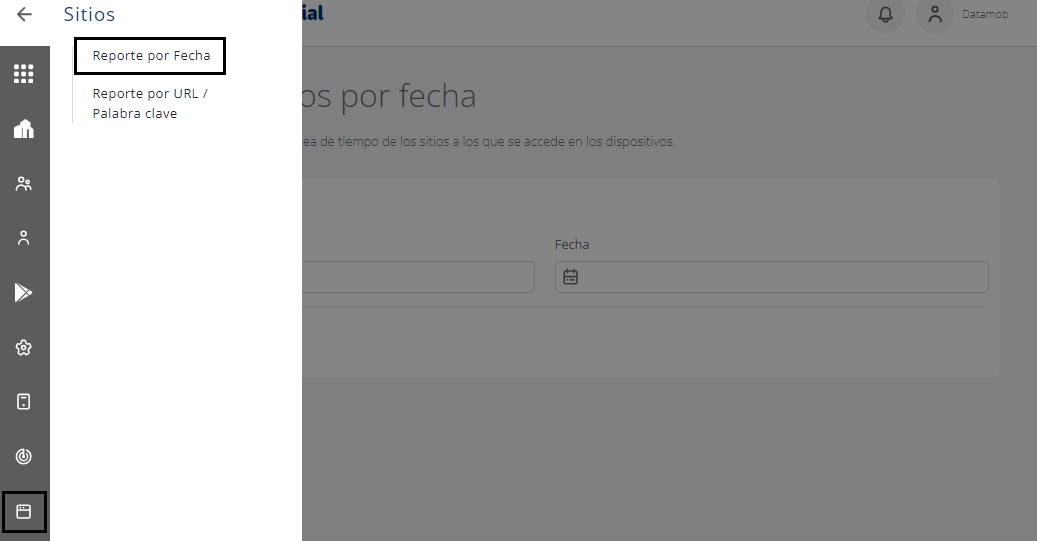 Sitios
ial
Datamob
Reporte por Fecha
Reporte por URL /
Palabra clave
os por fecha
ea de tiempo de los sitios a los que se accede en los dispositivos.
Fecha